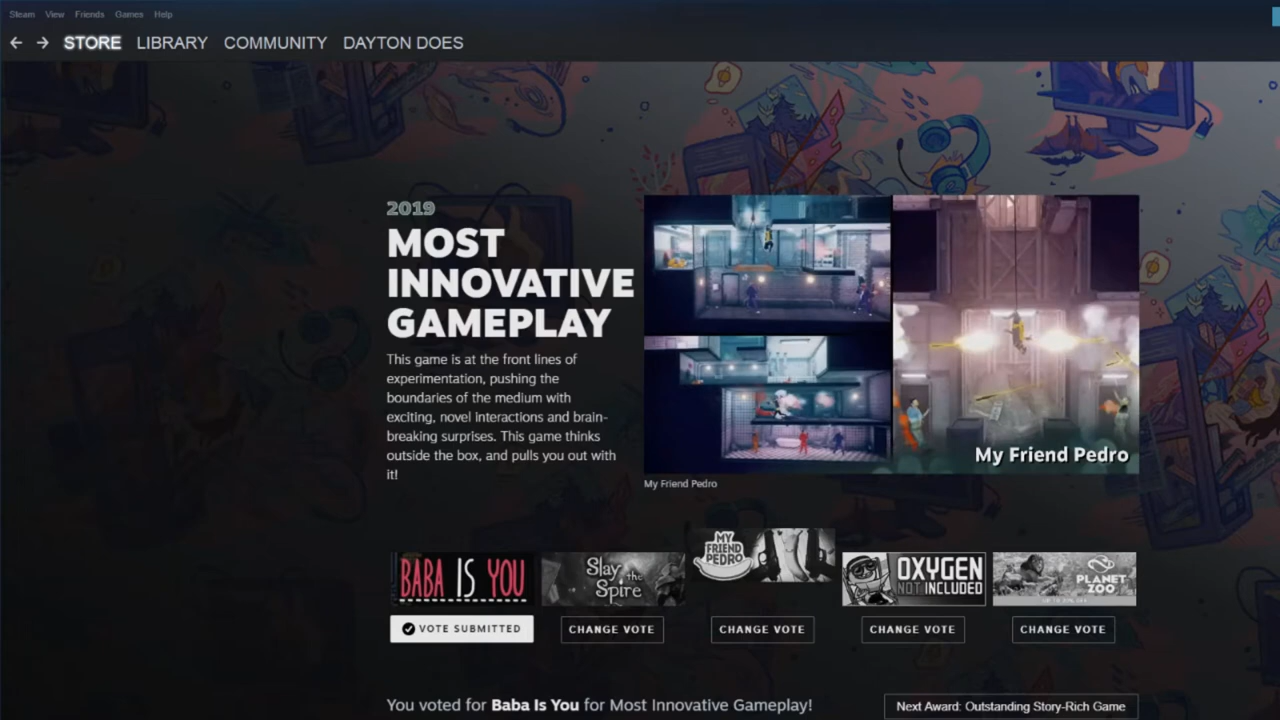 Steam View Friends Games Help
STORE LIBRARY COMMUNITY DAYTON DOES
2019
MOST
INNOVATIVE
GAMEPLAY
This game is at the front lines of
experimentation, pushing the
boundaries of the medium with
exciting, novel interactions and brain-
breaking surprises. This game thinks
outside the box, and pulls you out with
it!
My Friend Pedro
My Friend Pedro
BABA IS YOU
Slay the
Spire
MY
FRIEND
PEDRO
OXYGEN
NOT INCLUDED
PLANET
ZOO
VOTE SUBMITTED CHANGE VOTE CHANGE VOTE CHANGE VOTE CHANGE VOTE
You voted for Baba Is You for Most Innovative Gameplay!
Next Award: Outstanding Story-Rich Game